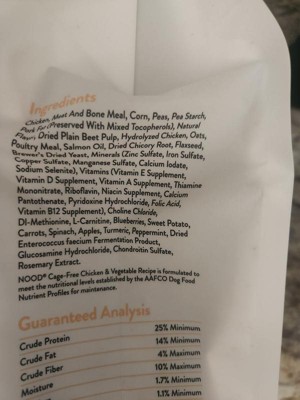 Ingredients
Chicken, Meat And Bone Meal, Corn, Peas, Pea Starch,
Pork Fat (Preserved With Mixed Tocopherols), Natural
Flavor, Dried Plain Beet Pulp, Hydrolyzed Chicken, Oats,
Poultry Meal, Salmon Oil, Dried Chicory Root, Flaxseed,
Brewer's Dried Yeast, Minerals (Zinc Sulfate, Iron Sulfate,
Copper Sulfate, Manganese Sulfate, Calcium Iodate,
Sodium Selenite), Vitamins (Vitamin E Supplement,
Vitamin D Supplement, Vitamin A Supplement, Thiamine
Mononitrate, Riboflavin, Niacin Supplement, Calcium
Pantothenate, Pyridoxine Hydrochloride, Folic Acid,
Vitamin B12 Supplement), Choline Chloride,
Dl-Methionine, L-Carnitine, Blueberries, Sweet Potato,
Carrots, Spinach, Apples, Turmeric, Peppermint, Dried
Enterococcus faecium Fermentation Product,
Glucosamine Hydrochloride, Chondroitin Sulfate,
Rosemary Extract.
NOOD® Cage-Free Chicken & Vegetable Recipe is formulated to
meet the nutritional levels established by the AAFCO Dog Food
Nutrient Profiles for maintenance.
Guaranteed Analysis
Crude Protein 25% Minimum
Crude Fat 14% Minimum
Crude Fiber 4% Maximum
Moisture 10% Maximum
1.7% Minimum
1.1% Minimum